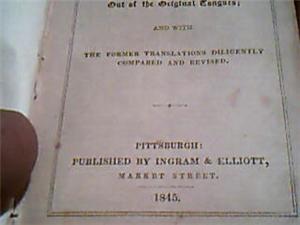 Out of the Original Tongues;
AND WITH
THE FORMER TRANSLATIONS DILIGENTLY
COMPARED AND REVISED.
PITTSBURGH:
PUBLISHED BY INGRAM & ELLIOTT,
MARKET STREET.
1845.